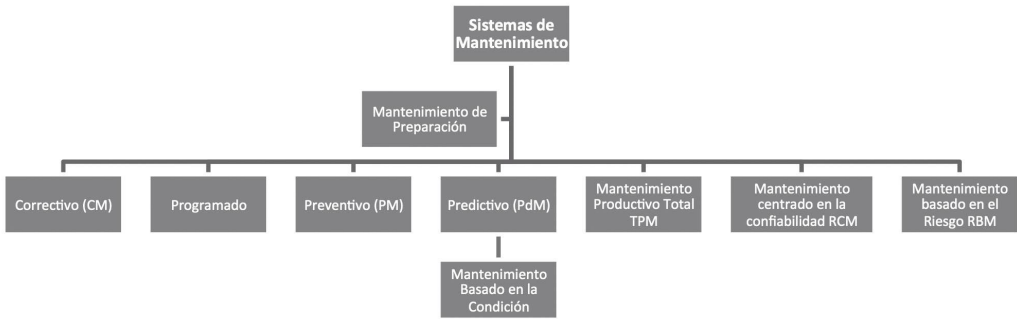 Sistemas de
Mantenimiento
Mantenimiento de
Preparación
Correctivo (CM)
Programado
Preventivo (PM)
Predictivo (PdM)
Mantenimiento
Productivo Total
TPM
Mantenimiento
centrado en la
confiabilidad RCM
Mantenimiento
basado en el
Riesgo RBM
Mantenimiento
Basado en la
Condición